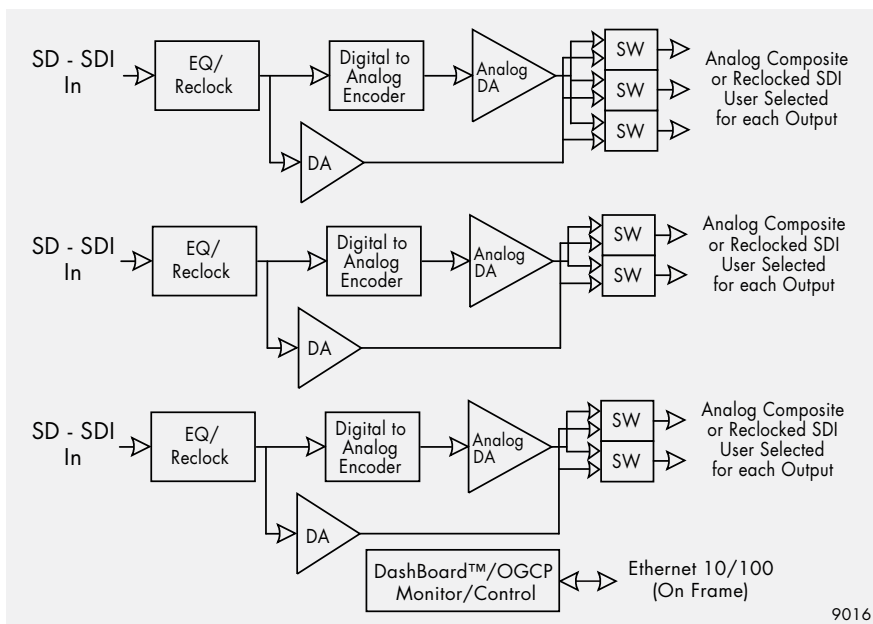 SD - SDI
In
EQ/
Reclock
Digital to
Analog
Encoder
Analog
DA
DA
SW
SW
SW
Analog Composite
or Reclocked SDI
User Selected
for each Output
SD - SDI
In
EQ/
Reclock
Digital to
Analog
Encoder
Analog
DA
DA
SW
SW
Analog Composite
or Reclocked SDI
User Selected
for each Output
SD - SDI
In
EQ/
Reclock
Digital to
Analog
Encoder
Analog
DA
DA
SW
SW
Analog Composite
or Reclocked SDI
User Selected
for each Output
DashBoard™/OGCP
Monitor/Control
Ethernet 10/100
(On Frame)
9016